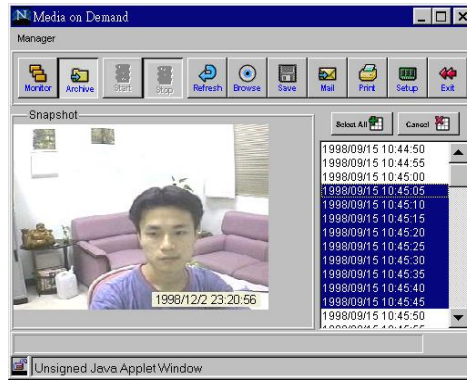 Media on Demand
Manager
Monitor Archive Start Stop Refresh Browse Save Mail Print Setup Exit
Snapshot
Select All Cancel
1998/09/15 10:44:50
1998/09/15 10:44:55
1998/09/15 10:45:00
1998/09/15 10:45:05
1998/09/15 10:45:10
1998/09/15 10:45:15
1998/09/15 10:45:20
1998/09/15 10:45:25
1998/09/15 10:45:30
1998/09/15 10:45:35
1998/09/15 10:45:40
1998/09/15 10:45:45
1998/09/15 10:45:50
1998/12/2 23:20:56
Unsigned Java Applet Window